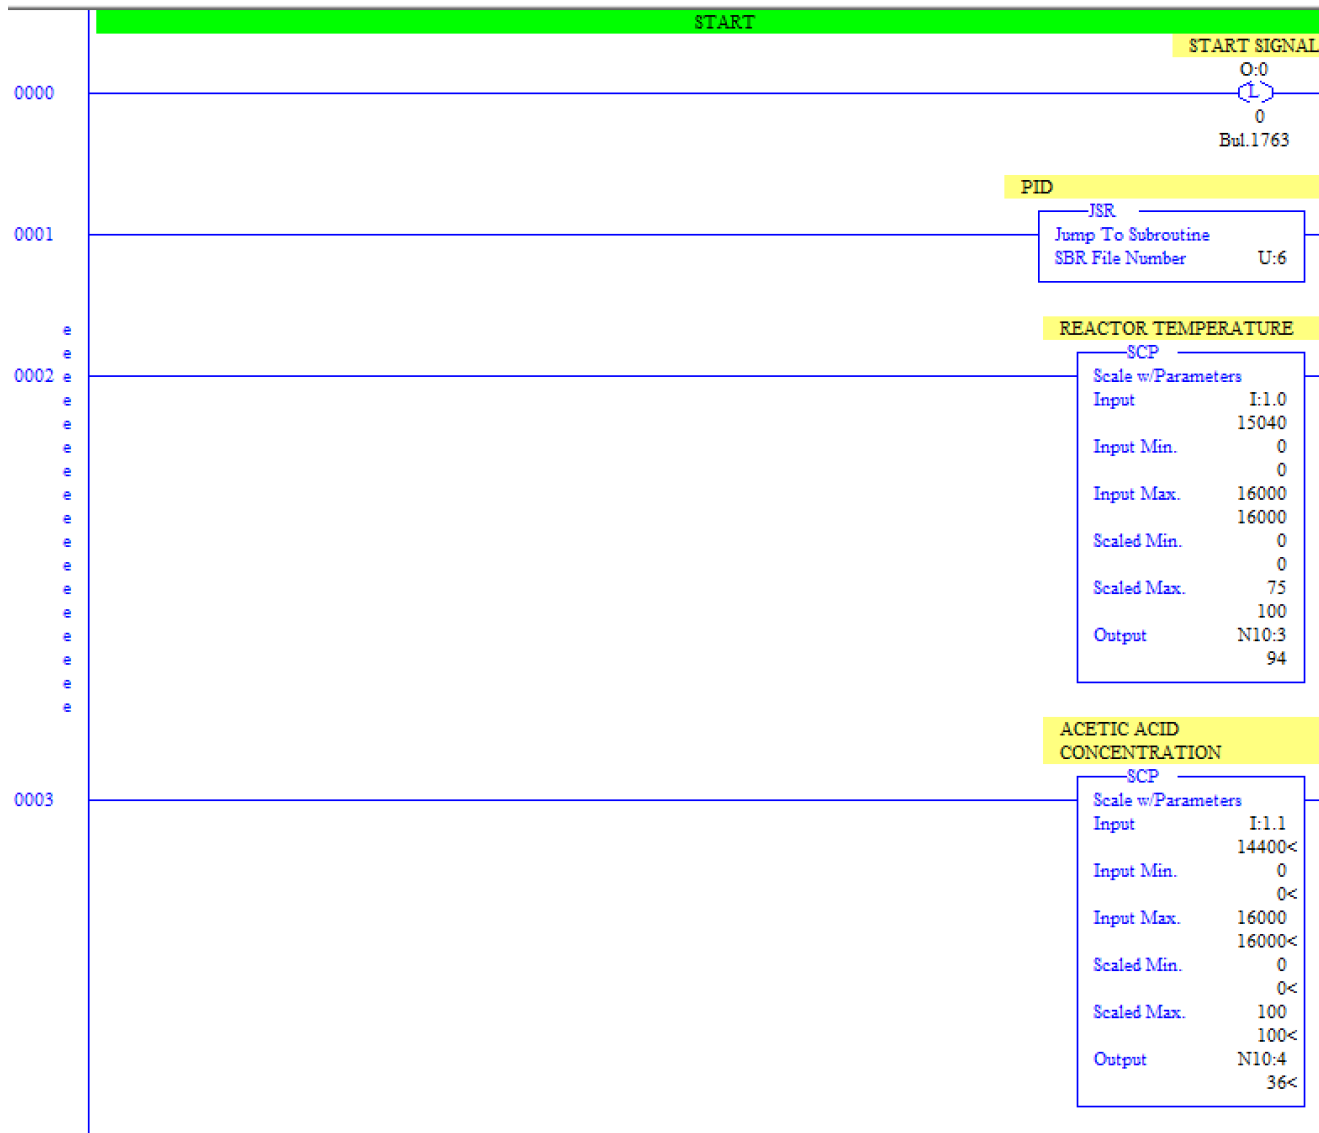 START
START SIGNAL
O:0
0000
L
0
Bul.1763
PID
JSR
0001
Jump To Subroutine
SBR File Number U:6
e
REACTOR TEMPERATURE
e
SCP
0002 e
Scale w/Parameters
e
Input I:1.0
e
15040
e
Input Min. 0
e
0
e
Input Max. 16000
e
16000
e
Scaled Min. 0
e
0
e
Scaled Max. 75
e
100
e
Output N10:3
e
94
e
e
ACETIC ACID
CONCENTRATION
SCP
0003
Scale w/Parameters
Input I:1.1
14400<
Input Min. 0
0<
Input Max. 16000
16000<
Scaled Min. 0
0<
Scaled Max. 100
100<
Output N10:4
36<